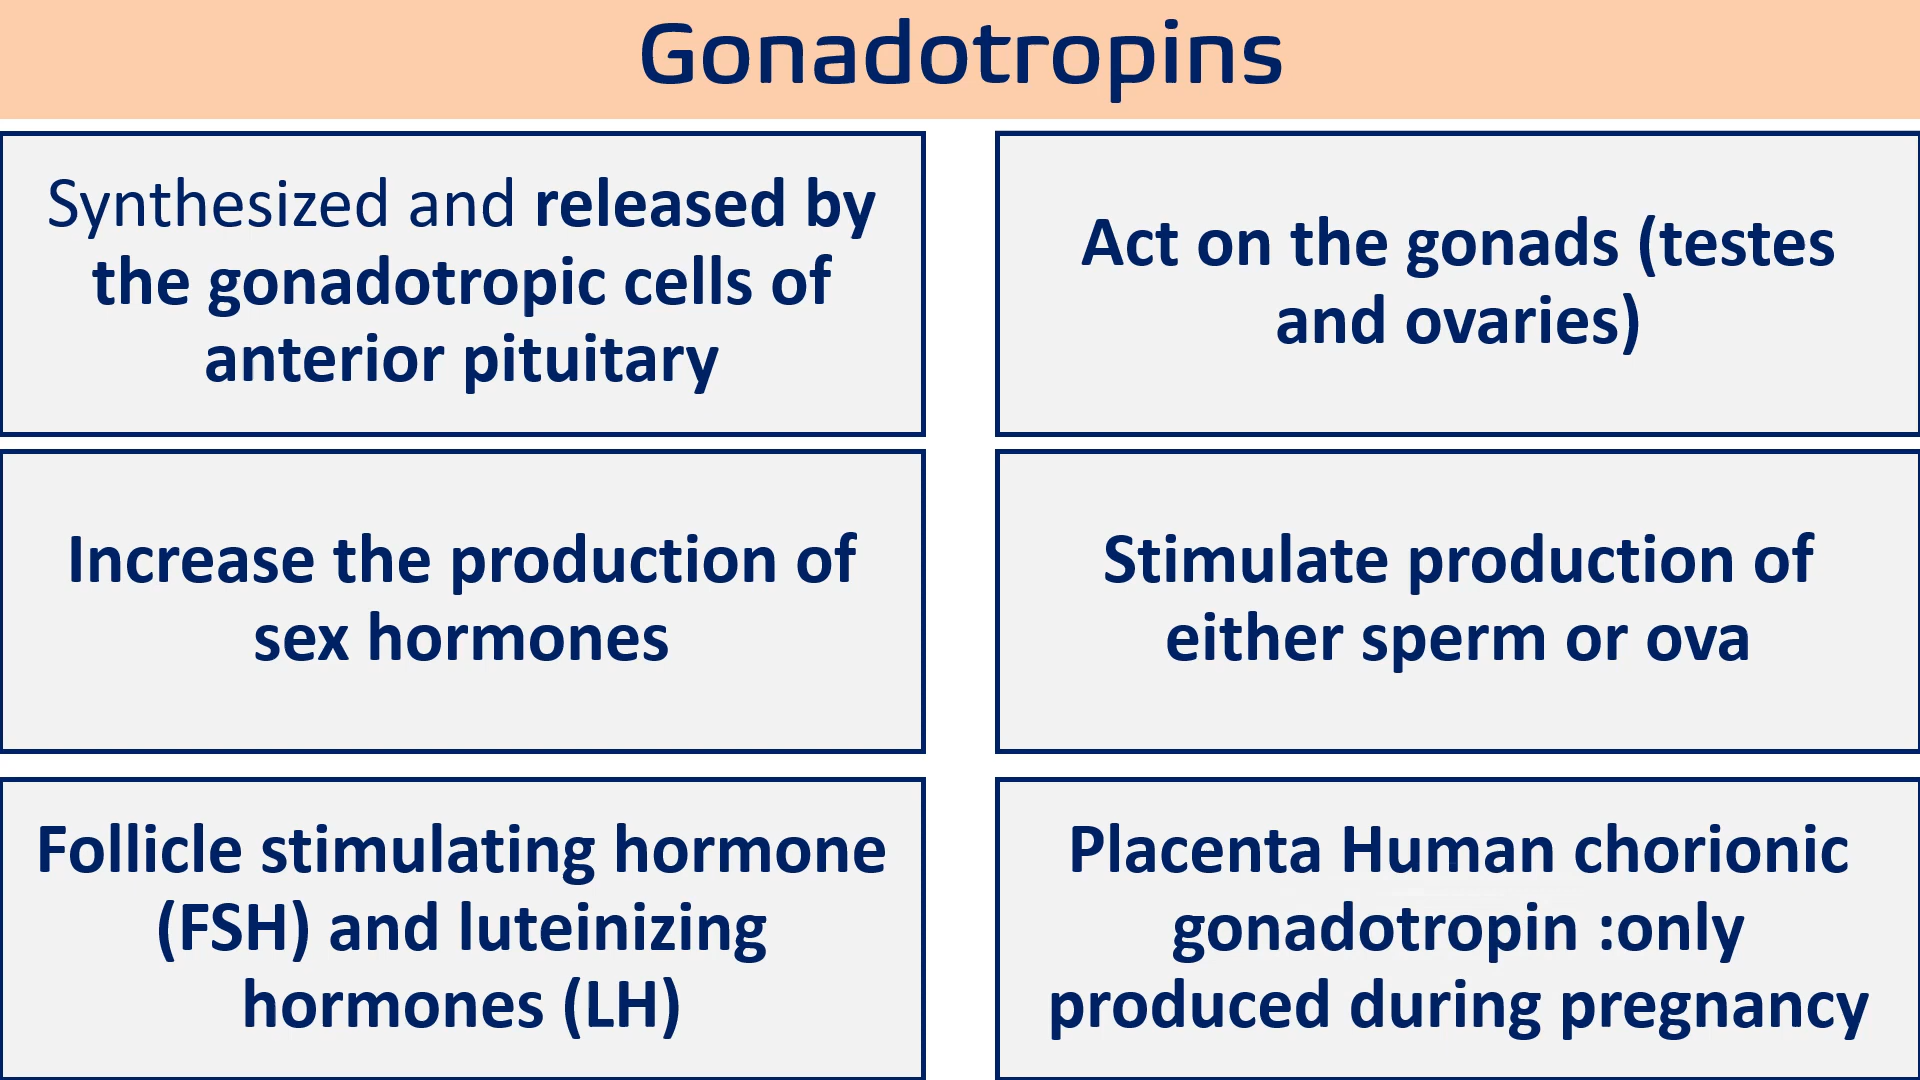 Gonadotropins
Synthesized and released by
the gonadotropic cells of
anterior pituitary
Act on the gonads (testes
and ovaries)
Increase the production of
sex hormones
Stimulate production of
either sperm or ova
Follicle stimulating hormone
(FSH) and luteinizing
hormones (LH)
Placenta Human chorionic
gonadotropin :only
produced during pregnancy